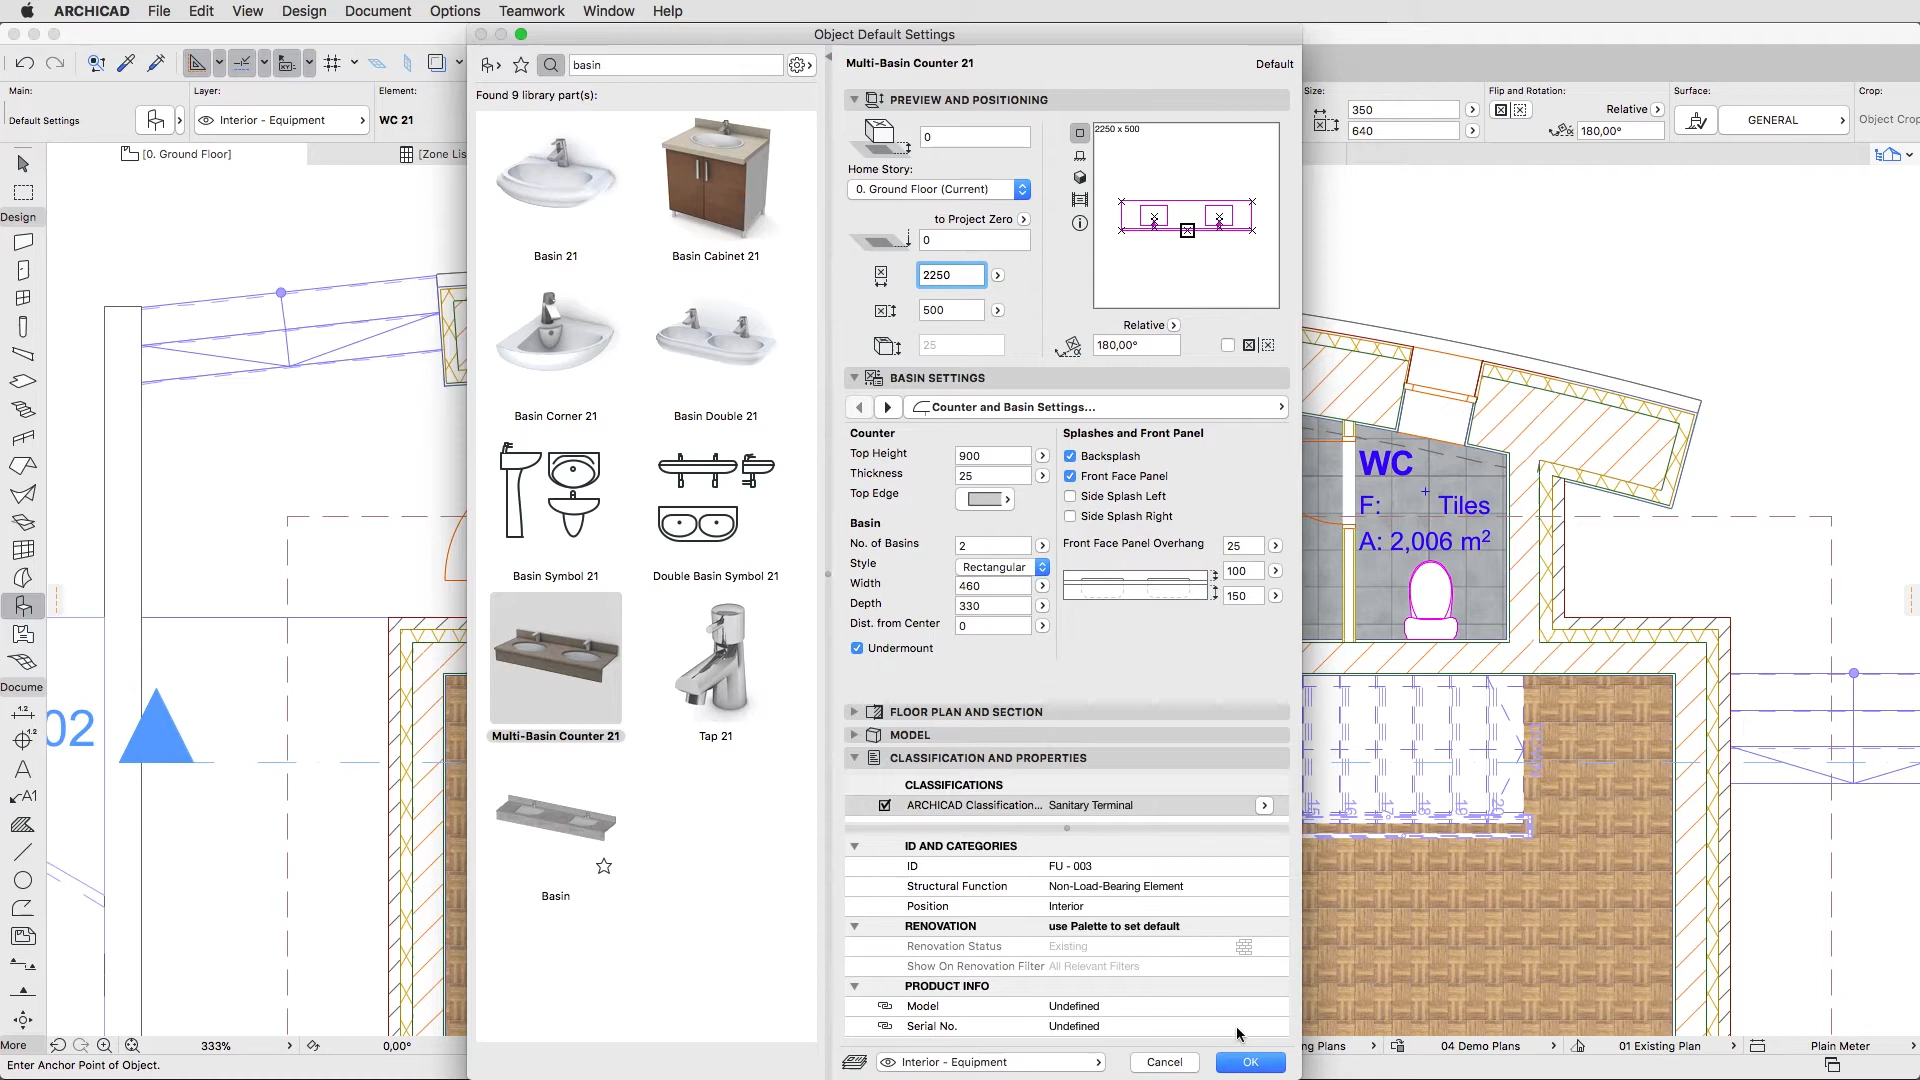 ARCHICAD File Edit View Design Document Options Teamwork Window Help
Object Default Settings
basin
Found 9 library part(s):
Multi-Basin Counter 21 Default
Main: Layer: Element: Size: Flip and Rotation: Surface: Crop:
Default Settings Interior - Equipment WC 21 350 640 Relative 180,00° GENERAL Object Crop
[0. Ground Floor] [Zone Lis
Design
Docume
More
Basin 21 Basin Cabinet 21
Basin Corner 21 Basin Double 21
Basin Symbol 21 Double Basin Symbol 21
Multi-Basin Counter 21 Tap 21
Basin
PREVIEW AND POSITIONING
0
Home Story:
0. Ground Floor (Current)
to Project Zero
0
2250
500
25
2250 x 500
Relative
180,00°
BASIN SETTINGS
Counter and Basin Settings...
Counter
Top Height 900
Thickness 25
Top Edge
Basin
No. of Basins 2
Style Rectangular
Width 460
Depth 330
Dist. from Center 0
Undermount
Splashes and Front Panel
Backsplash
Front Face Panel
Side Splash Left
Side Splash Right
Front Face Panel Overhang 25
100
150
FLOOR PLAN AND SECTION
MODEL
CLASSIFICATION AND PROPERTIES
CLASSIFICATIONS
ARCHICAD Classification... Sanitary Terminal
ID AND CATEGORIES
ID FU - 003
Structural Function Non-Load-Bearing Element
Position Interior
RENOVATION use Palette to set default
Renovation Status Existing
Show On Renovation Filter All Relevant Filters
PRODUCT INFO
Model Undefined
Serial No. Undefined
Interior - Equipment Cancel OK
WC
F: Tiles
A: 2,006 m²
02
15 16 17 18 19 20
1.2
1.2
A
A1
333% 0,00° ng Plans 04 Demo Plans 01 Existing Plan Plain Meter
Enter Anchor Point of Object.